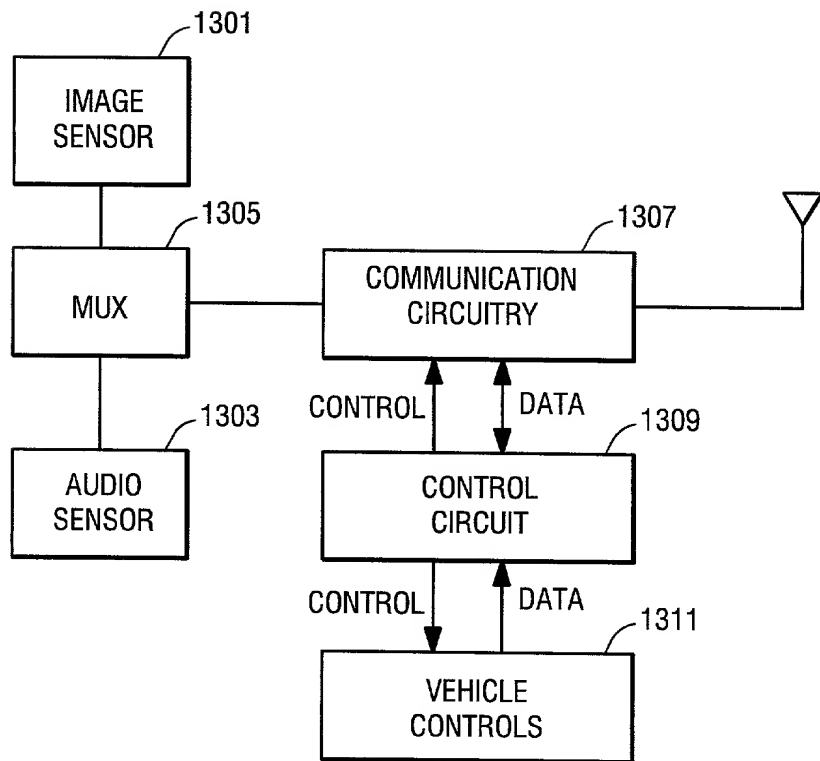 1301
IMAGE
SENSOR
1305
MUX
1307
COMMUNICATION
CIRCUITRY
1303
AUDIO
SENSOR
CONTROL
DATA
1309
CONTROL
CIRCUIT
CONTROL
DATA
1311
VEHICLE
CONTROLS